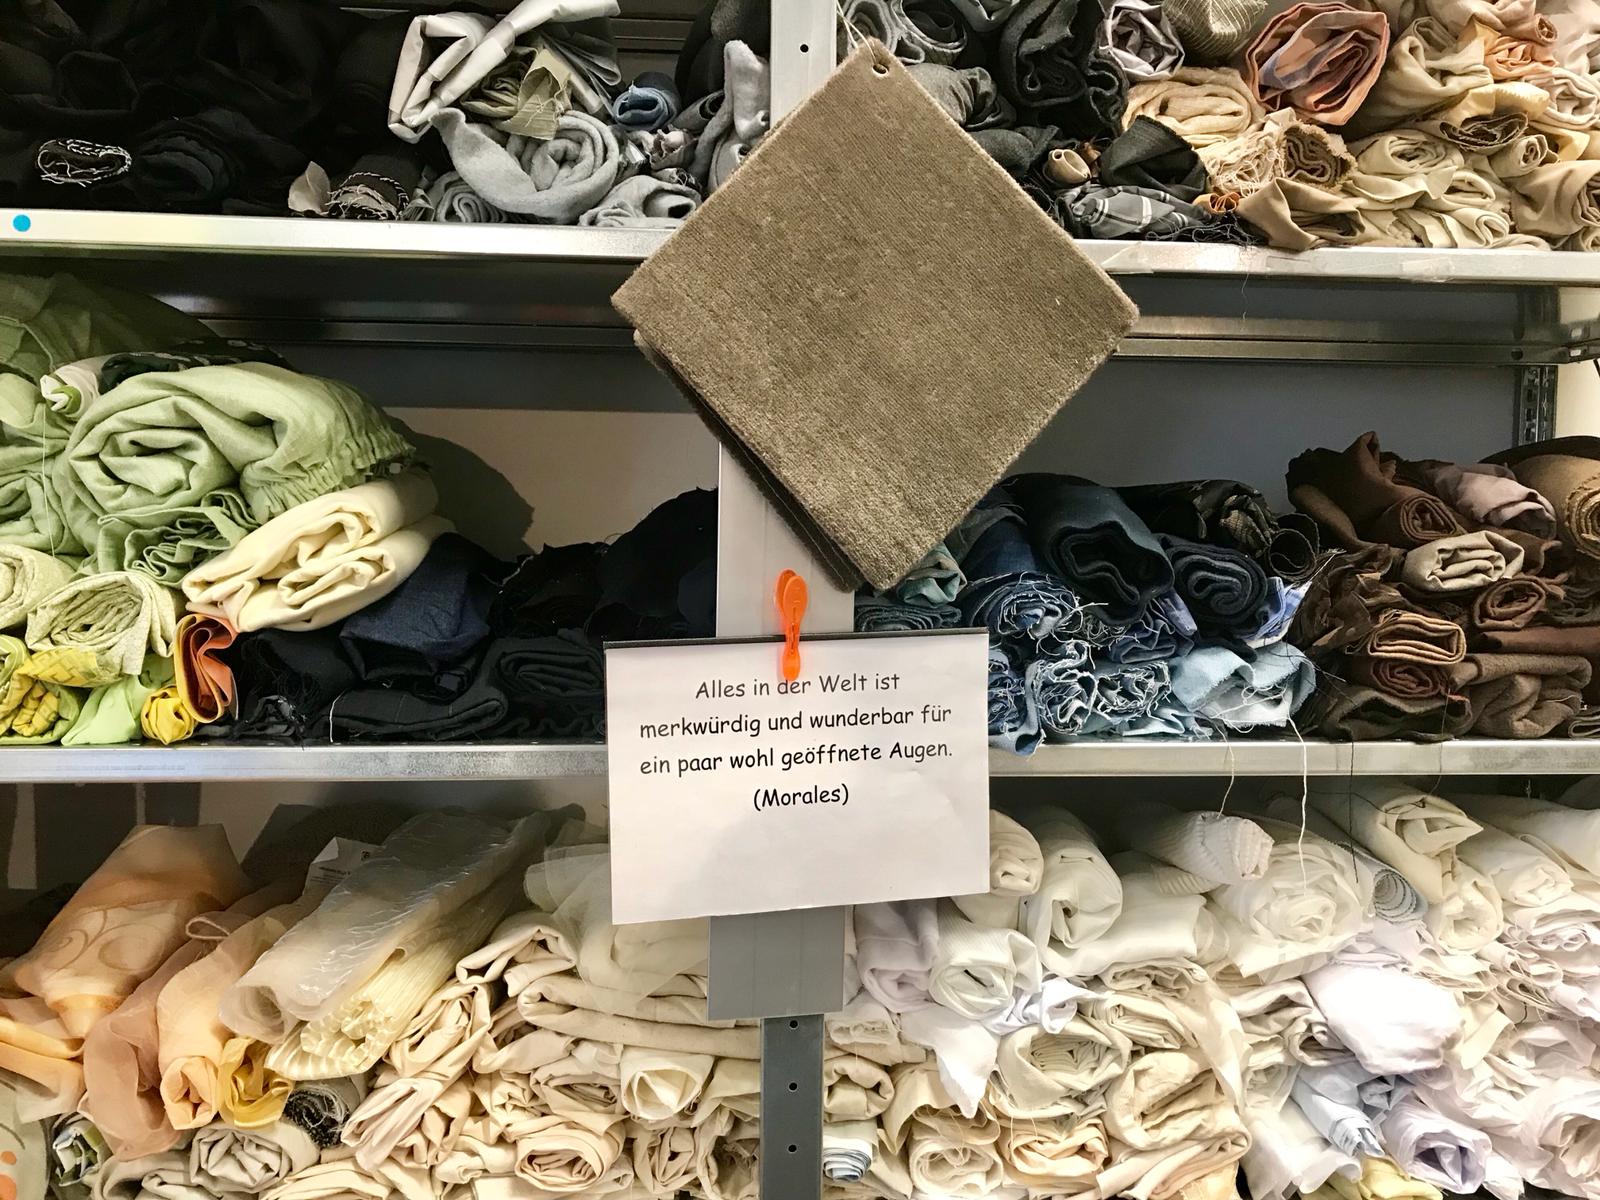 Alles in der Welt ist
merkwürdig und wunderbar für
ein paar wohl geöffnete Augen.
(Morales)